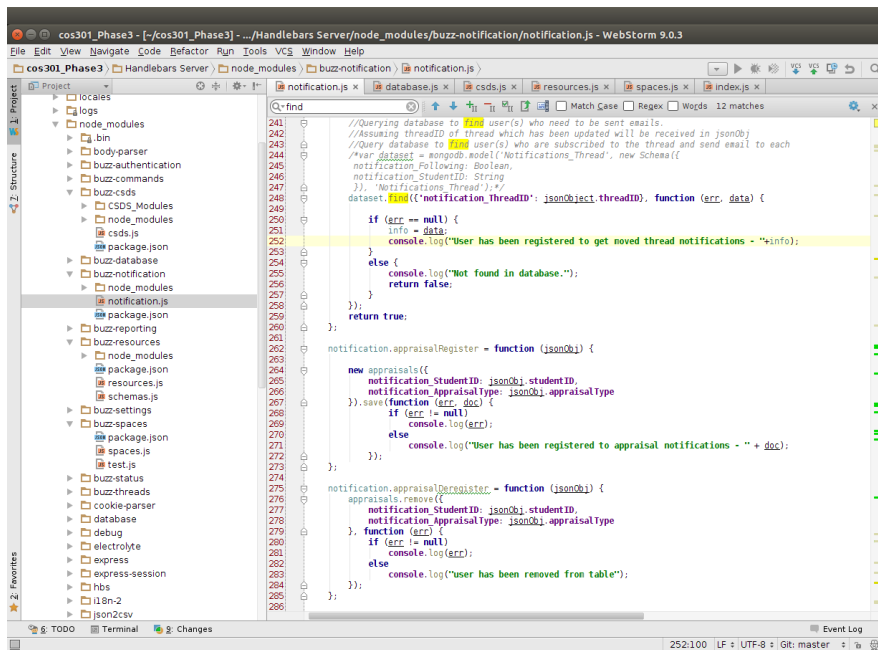 cos301_Phase3 - [~/cos301_Phase3] - .../Handlebars Server/node_modules/buzz-notification/notification.js - WebStorm 9.0.3
File Edit View Navigate Code Refactor Run Tools VCS Window Help
cos301_Phase3 Handlebars Server node_modules buzz-notification notification.js VCS VCS
1: Project
7: Structure
2: Favorites
Project
locales
logs
node_modules
.bin
body-parser
buzz-authentication
buzz-commands
buzz-csds
CSDS_Modules
node_modules
csds.js
package.json
buzz-database
buzz-notification
node_modules
notification.js
package.json
buzz-reporting
buzz-resources
node_modules
package.json
resources.js
schemas.js
buzz-settings
buzz-spaces
package.json
spaces.js
test.js
buzz-status
buzz-threads
cookie-parser
database
debug
electrolyte
express
express-session
hbs
i18n-2
json2csv
notification.js × database.js × csds.js × resources.js × spaces.js × index.js ×
find Match Case Regex Words 12 matches
241 //Querying database to find user(s) who need to be sent emails.
242 //Assuming threadID of thread which has been updated will be received in jsonObj
243 //Query database to find user(s) who are subscribed to the thread and send email to each
244 /*var dataset = mongodb.model('Notifications_Thread', new Schema({
245 notification_Following: Boolean,
246 notification_StudentID: String
247 }), 'Notifications_Thread');*/
248 dataset.find({'notification_ThreadID': jsonObject.threadID}, function (err, data) {
249
250 if (err == null) {
251 info = data;
252 console.log("User has been registered to get noved thread notifications - "+info);
253 }
254 else {
255 console.log("Not found in database.");
256 return false;
257 }
258 });
259 return true;
260 };
261
262 notification.appraisalRegister = function (jsonObj) {
263
264 new appraisals({
265 notification_StudentID: jsonObj.studentID,
266 notification_AppraisalType: jsonObj.appraisalType
267 }).save(function (err, doc) {
268 if (err != null)
269 console.log(err);
270 else
271 console.log("User has been registered to appraisal notifications - " + doc);
272 });
273 };
274
275 notification.appraisalDeregister = function (jsonObj) {
276 appraisals.remove({
277 notification_StudentID: jsonObj.studentID,
278 notification_AppraisalType: jsonObj.appraisalType
279 }, function (err) {
280 if (err != null)
281 console.log(err);
282 else
283 console.log("user has been removed from table");
284 });
285 };
286
6: TODO Terminal 9: Changes Event Log
252:100 LF UTF-8 Git: master